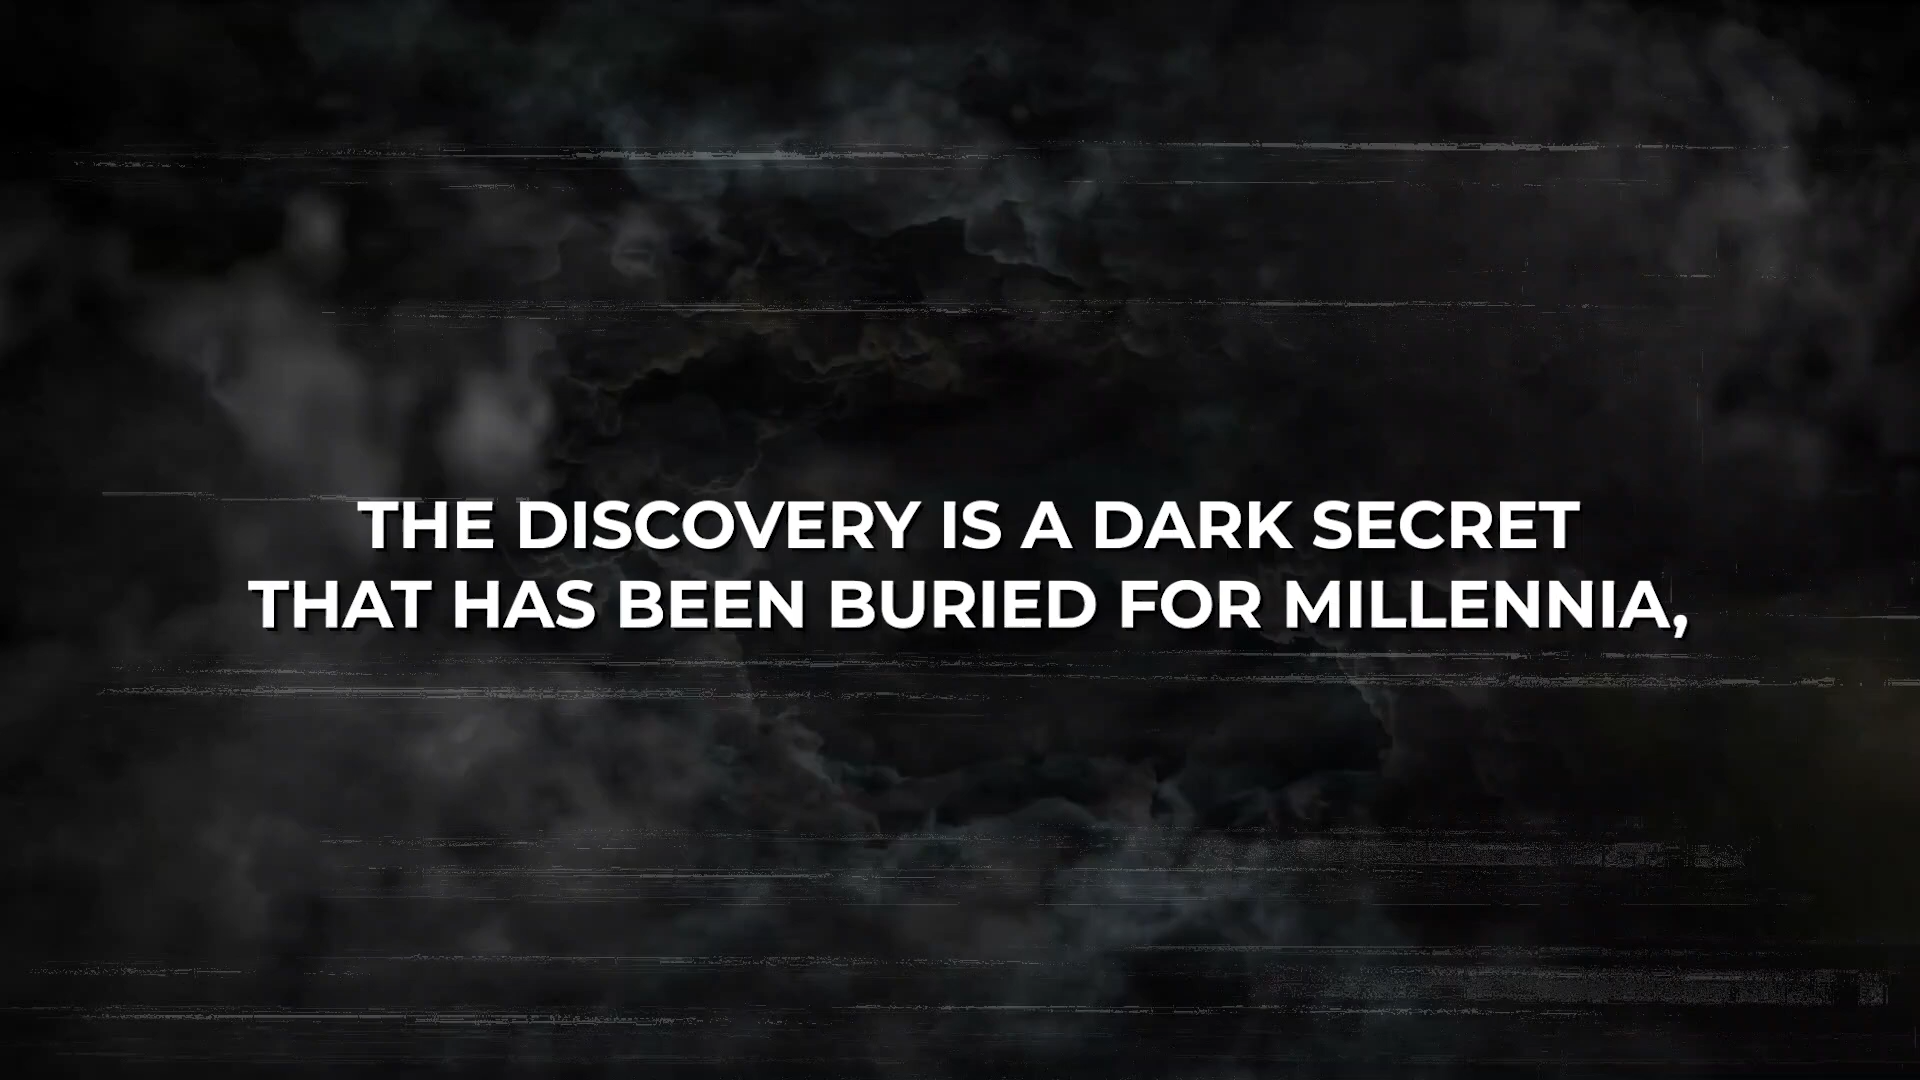 THE DISCOVERY IS A DARK SECRET
THAT HAS BEEN BURIED FOR MILLENNIA,